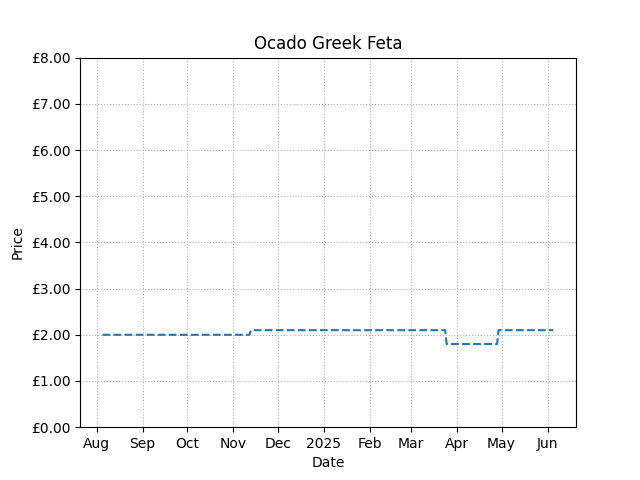 Ocado Greek Feta
£8.00
£7.00
£6.00
£5.00
£4.00
£3.00
£2.00
£1.00
£0.00
Price
Aug Sep Oct Nov Dec 2025 Feb Mar Apr May Jun
Date